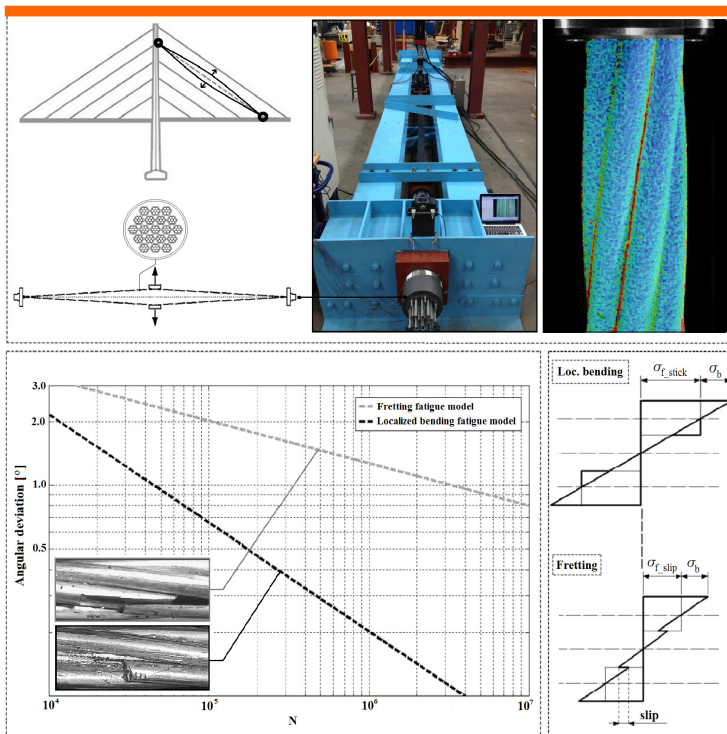 3.0
2.0
1.0
0.5
Angular deviation [°]
Fretting fatigue model
Localized bending fatigue model
10⁴
10⁵
10⁶
10⁷
N
Loc. bending
σf_stick
σb
Fretting
σf_slip
σb
slip